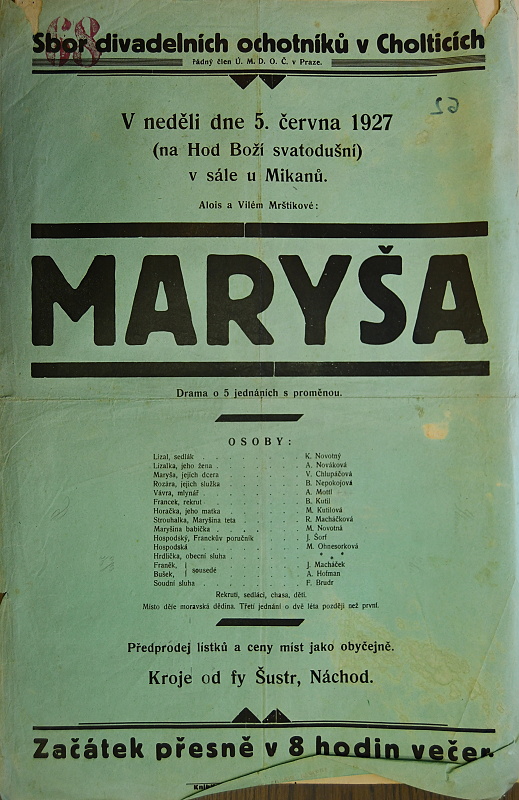 Sbor divadelních ochotníků v Cholticích
68
řádný člen Ú. M. D. O. Č. v Praze.
62
V neděli dne 5. června 1927
(na Hod Boží svatodušní)
v sále u Mikanů.
Alois a Vilém Mrštíkové:
MARYŠA
Drama o 5 jednáních s proměnou.
OSOBY:
Lízal, sedlák . . . . . . . . . K. Novotný
Lízalka, jeho žena . . . . . . . . . A. Nováková
Maryša, jejich dcera . . . . . . . . . V. Chlupáčová
Rozára, jejich služka . . . . . . . . . B. Nepokojová
Vávra, mlynář . . . . . . . . . A. Mottl
Francek, rekrut . . . . . . . . . B. Kutil
Horačka, jeho matka . . . . . . . . . M. Kutilová
Strouhalka, Maryšina teta . . . . . . . . . R. Macháčková
Maryšina babička . . . . . . . . . M. Novotná
Hospodský, Franckův poručník . . . . . . J. Šorf
Hospodská . . . . . . . . . M. Ohnesorková
Hrdlička, obecní sluha . . . . . . . . . * * *
Franěk, } sousedé . . . . . . . . . J. Macháček
Bušek, } . . . . . . . . . A. Hofman
Soudní sluha . . . . . . . . . F. Brudr
Rekruti, sedláci, chasa, děti.
Místo děje moravská dědina. Třetí jednání o dvě léta později než první.
Předprodej lístků a ceny míst jako obyčejně.
Kroje od fy Šustr, Náchod.
Začátek přesně v 8 hodin večer.